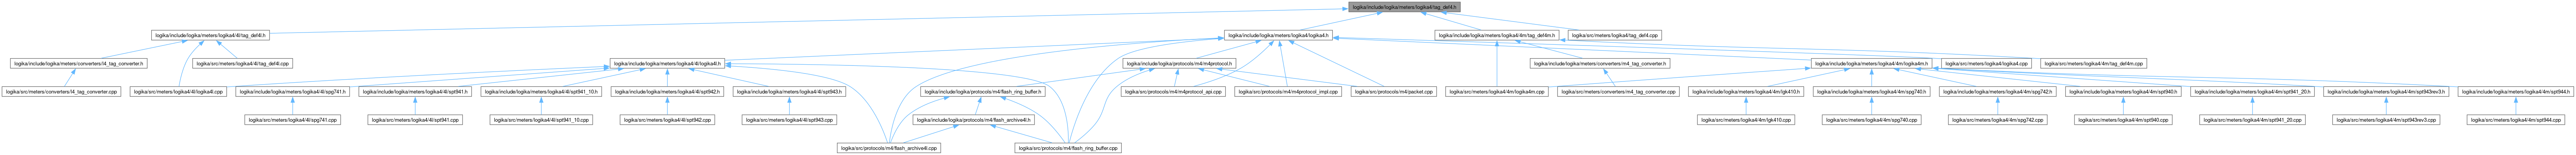 logika/include/logika/meters/logika4/tag_def4.h
logika/include/logika/meters/logika4/4l/tag_def4l.h
logika/include/logika/meters/logika4/logika4.h
logika/include/logika/meters/logika4/4m/tag_def4m.h
logika/src/meters/logika4/tag_def4.cpp
logika/include/logika/meters/converters/l4_tag_converter.h
logika/src/meters/logika4/4l/tag_def4l.cpp
logika/include/logika/meters/logika4/4l/logika4l.h
logika/include/logika/protocols/m4/m4protocol.h
logika/include/logika/meters/converters/m4_tag_converter.h
logika/include/logika/meters/logika4/4m/logika4m.h
logika/src/meters/logika4/logika4.cpp
logika/src/meters/logika4/4m/tag_def4m.cpp
logika/src/meters/converters/l4_tag_converter.cpp
logika/src/meters/logika4/4l/logika4l.cpp
logika/include/logika/meters/logika4/4l/spg741.h
logika/include/logika/meters/logika4/4l/spt941.h
logika/include/logika/meters/logika4/4l/spt941_10.h
logika/include/logika/meters/logika4/4l/spt942.h
logika/include/logika/meters/logika4/4l/spt943.h
logika/include/logika/protocols/m4/flash_ring_buffer.h
logika/src/protocols/m4/m4protocol_api.cpp
logika/src/protocols/m4/m4protocol_impl.cpp
logika/src/protocols/m4/packet.cpp
logika/src/meters/logika4/4m/logika4m.cpp
logika/src/meters/converters/m4_tag_converter.cpp
logika/include/logika/meters/logika4/4m/lgk410.h
logika/include/logika/meters/logika4/4m/spg740.h
logika/include/logika/meters/logika4/4m/spg742.h
logika/include/logika/meters/logika4/4m/spt940.h
logika/include/logika/meters/logika4/4m/spt941_20.h
logika/include/logika/meters/logika4/4m/spt943rev3.h
logika/include/logika/meters/logika4/4m/spt944.h
logika/src/meters/logika4/4l/spg741.cpp
logika/src/meters/logika4/4l/spt941.cpp
logika/src/meters/logika4/4l/spt941_10.cpp
logika/src/meters/logika4/4l/spt942.cpp
logika/src/meters/logika4/4l/spt943.cpp
logika/include/logika/protocols/m4/flash_archive4l.h
logika/src/meters/logika4/4m/lgk410.cpp
logika/src/meters/logika4/4m/spg740.cpp
logika/src/meters/logika4/4m/spg742.cpp
logika/src/meters/logika4/4m/spt940.cpp
logika/src/meters/logika4/4m/spt941_20.cpp
logika/src/meters/logika4/4m/spt943rev3.cpp
logika/src/meters/logika4/4m/spt944.cpp
logika/src/protocols/m4/flash_archive4l.cpp
logika/src/protocols/m4/flash_ring_buffer.cpp